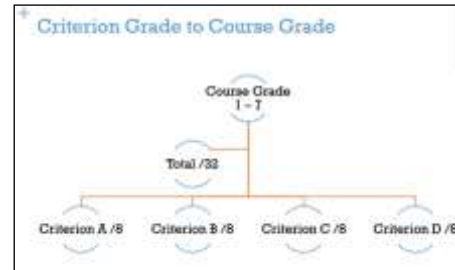 Criterion Grade to Course Grade
Course Grade
1 – 7
Total /32
Criterion A /8
Criterion B /8
Criterion C /8
Criterion D /8